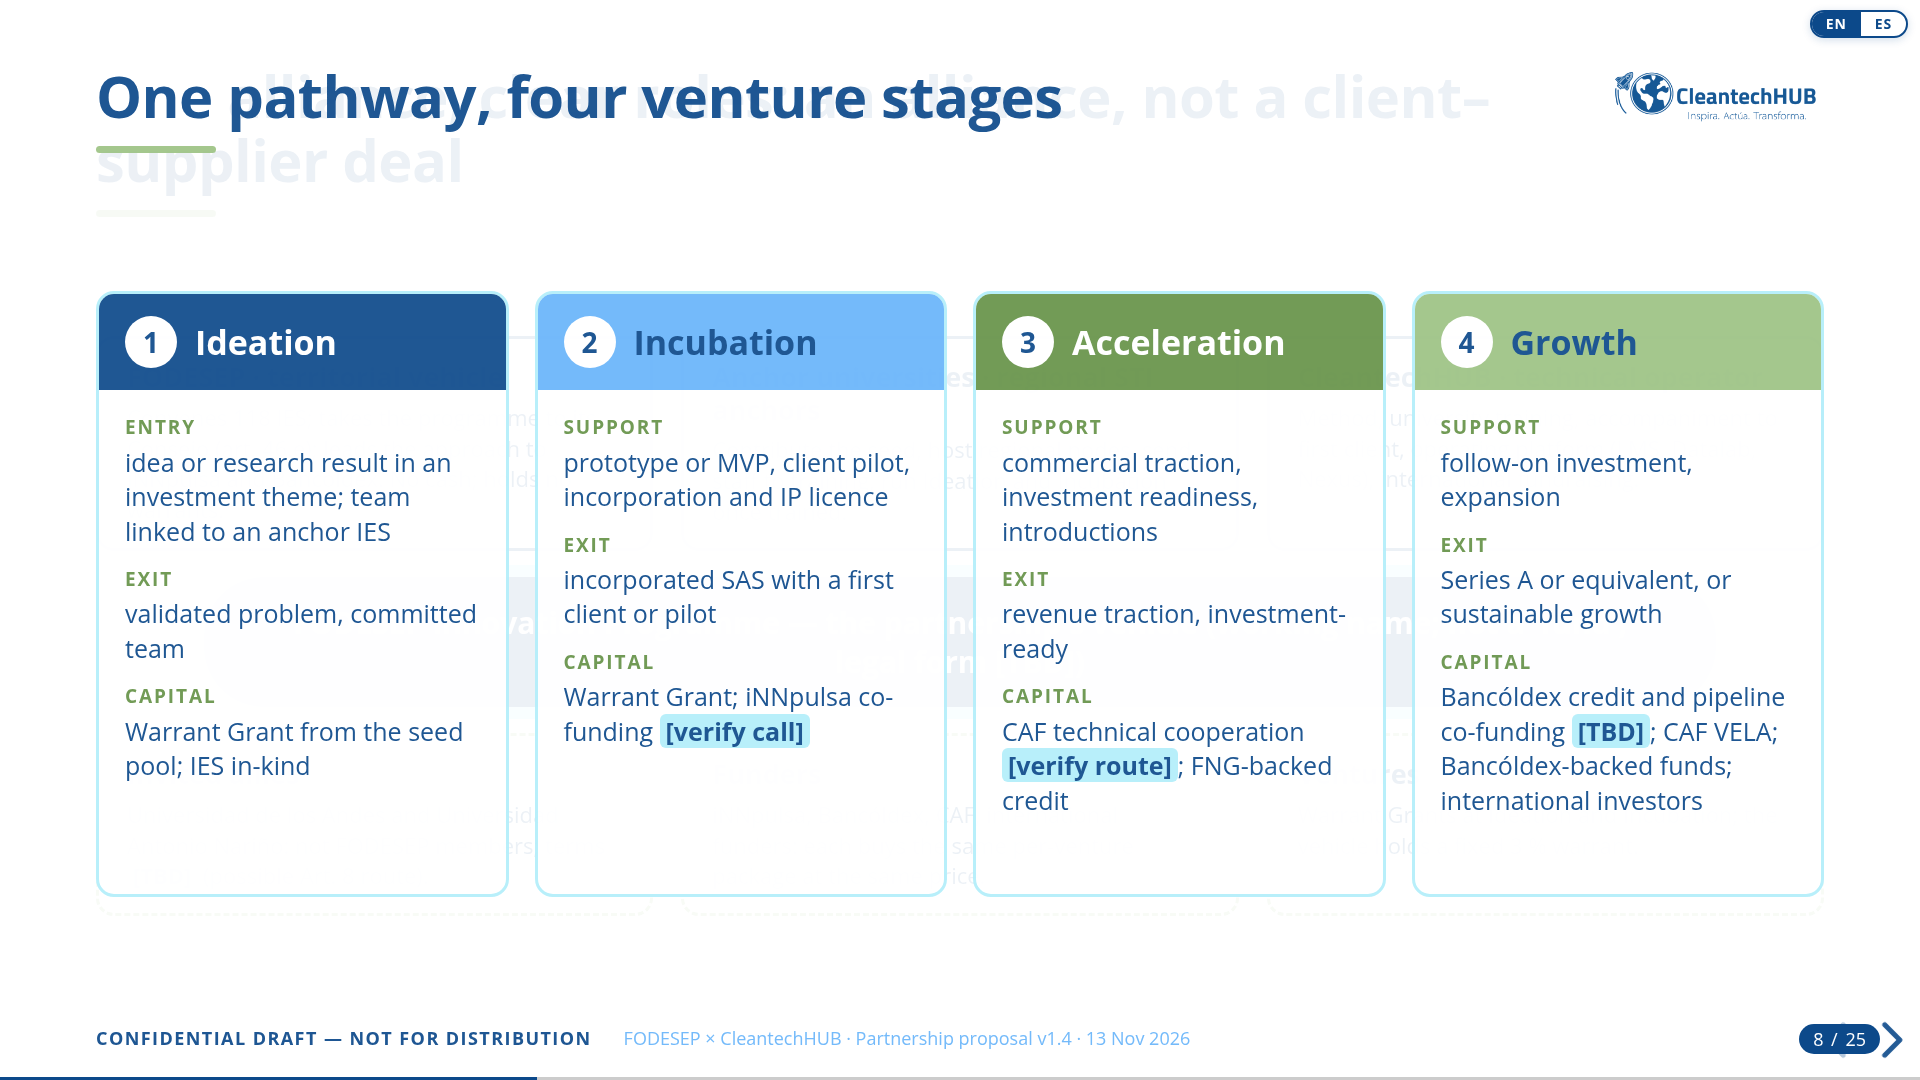 EN ES
One pathway, four venture stages
CleantechHUB
Inspira. Actúa. Transforma.
ce, not a client–
supplier deal
1 Ideation
ENTRY
idea or research result in an
investment theme; team
linked to an anchor IES
EXIT
validated problem, committed
team
CAPITAL
Warrant Grant from the seed
pool; IES in-kind
2 Incubation
SUPPORT
prototype or MVP, client pilot,
incorporation and IP licence
EXIT
incorporated SAS with a first
client or pilot
CAPITAL
Warrant Grant; iNNpulsa co-
funding [verify call]
3 Acceleration
SUPPORT
commercial traction,
investment readiness,
introductions
EXIT
revenue traction, investment-
ready
CAPITAL
CAF technical cooperation
[verify route]; FNG-backed
credit
4 Growth
SUPPORT
follow-on investment,
expansion
EXIT
Series A or equivalent, or
sustainable growth
CAPITAL
Bancóldex credit and pipeline
co-funding [TBD]; CAF VELA;
Bancóldex-backed funds;
international investors
CONFIDENTIAL DRAFT — NOT FOR DISTRIBUTION
FODESEP × CleantechHUB · Partnership proposal v1.4 · 13 Nov 2026
8 / 25